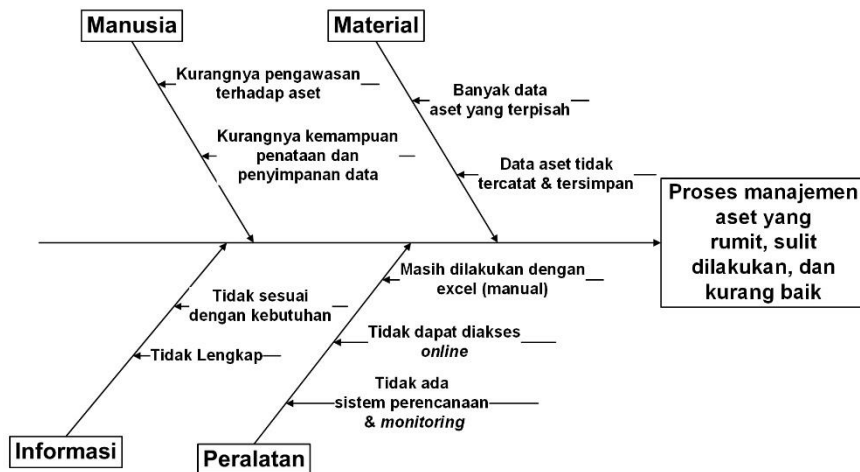 Manusia
Material
Kurangnya pengawasan
terhadap aset
Kurangnya kemampuan
penataan dan
penyimpanan data
Banyak data
aset yang terpisah
Data aset tidak
tercatat & tersimpan
Proses manajemen
aset yang
rumit, sulit
dilakukan, dan
kurang baik
Tidak sesuai
dengan kebutuhan
Tidak Lengkap
Masih dilakukan dengan
excel (manual)
Tidak dapat diakses
online
Tidak ada
sistem perencanaan
& monitoring
Informasi
Peralatan